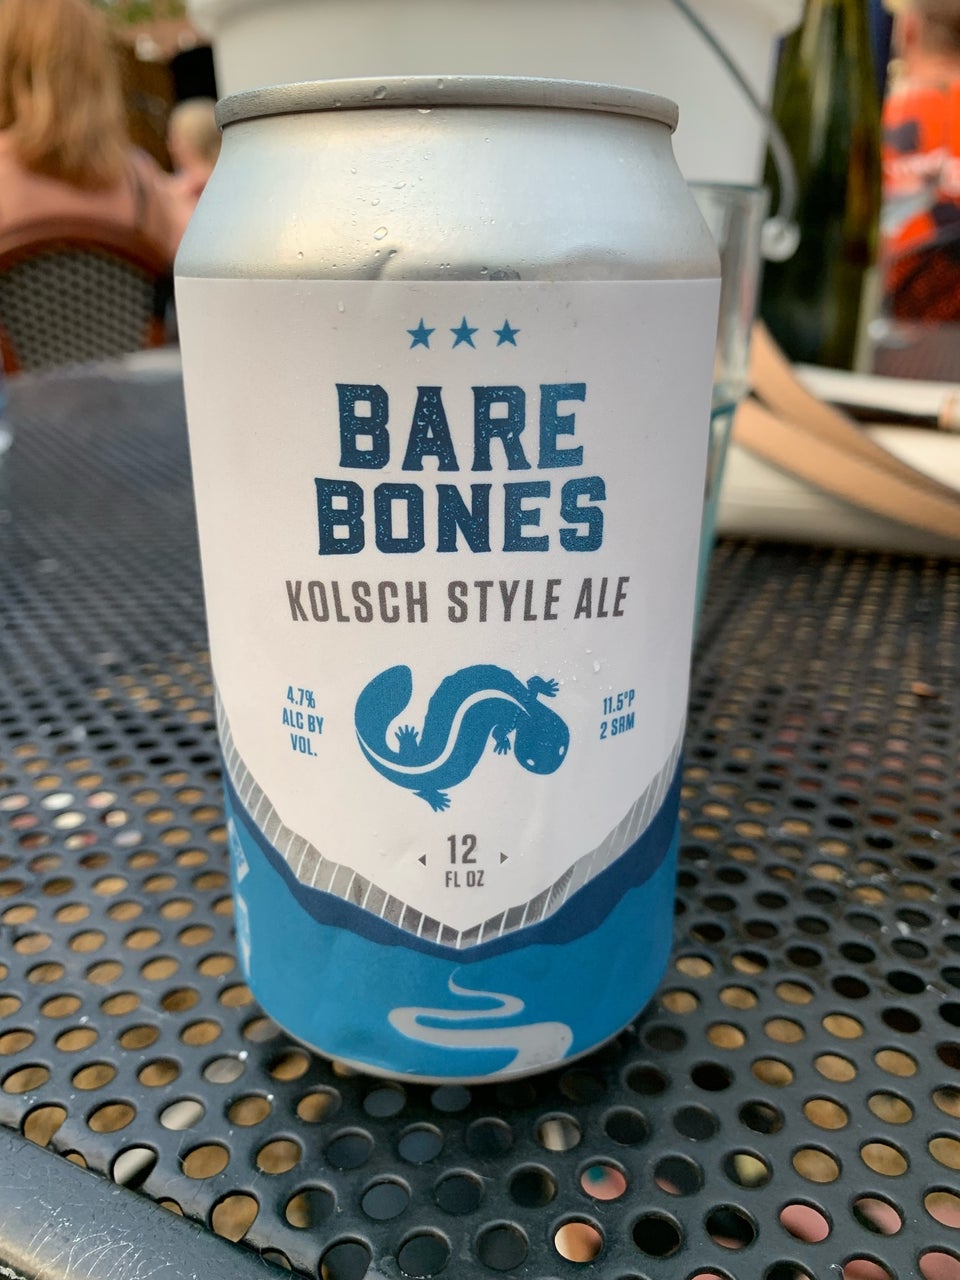 BARE
BONES
KOLSCH STYLE ALE
4.7%
ALC BY
VOL.
11.5°P
2 SRM
12
FL OZ